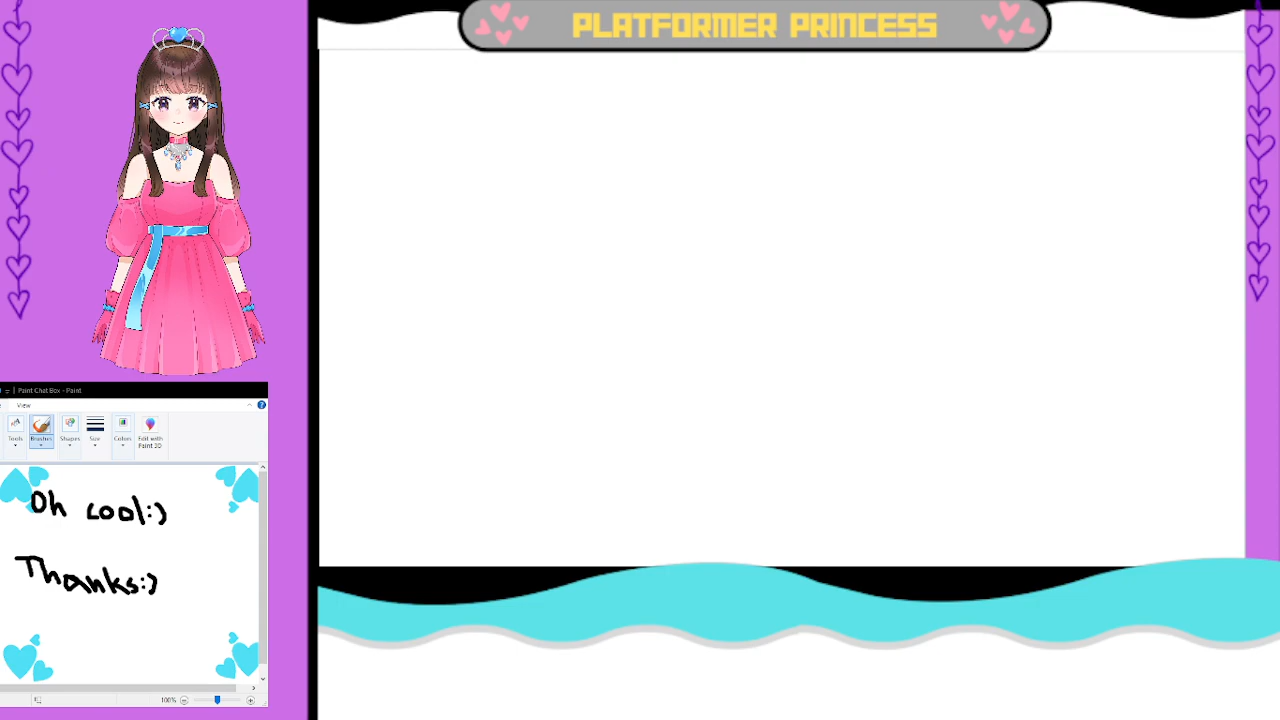 PLATFORMER PRINCESS
Paint Chat Box - Paint
View
Tools
Brushes
Shapes
Size
Colors
Edit with
Paint 3D
Oh cool:)
Thanks:)
100%